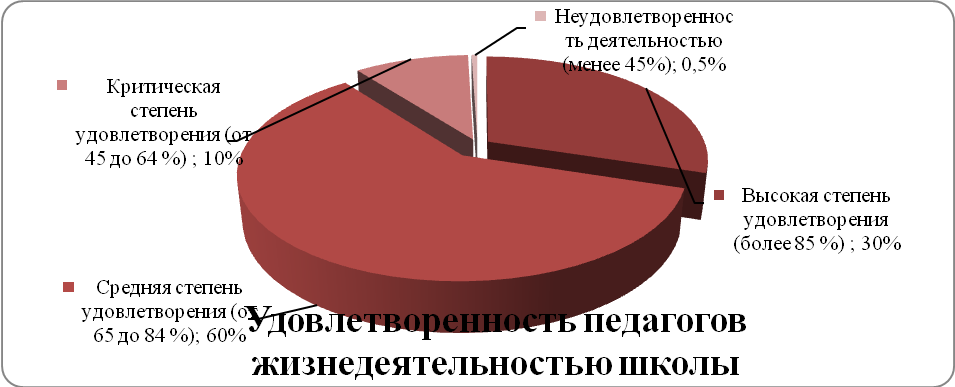 Неудовлетвореннос
ть деятельностью
(менее 45%); 0,5%
Критическая
степень
удовлетворения (от
45 до 64 %) ; 10%
Высокая степень
удовлетворения
(более 85 %) ; 30%
Средняя степень
удовлетворения (от
65 до 84 %); 60%
Удовлетворенность педагогов
жизнедеятельностью школы